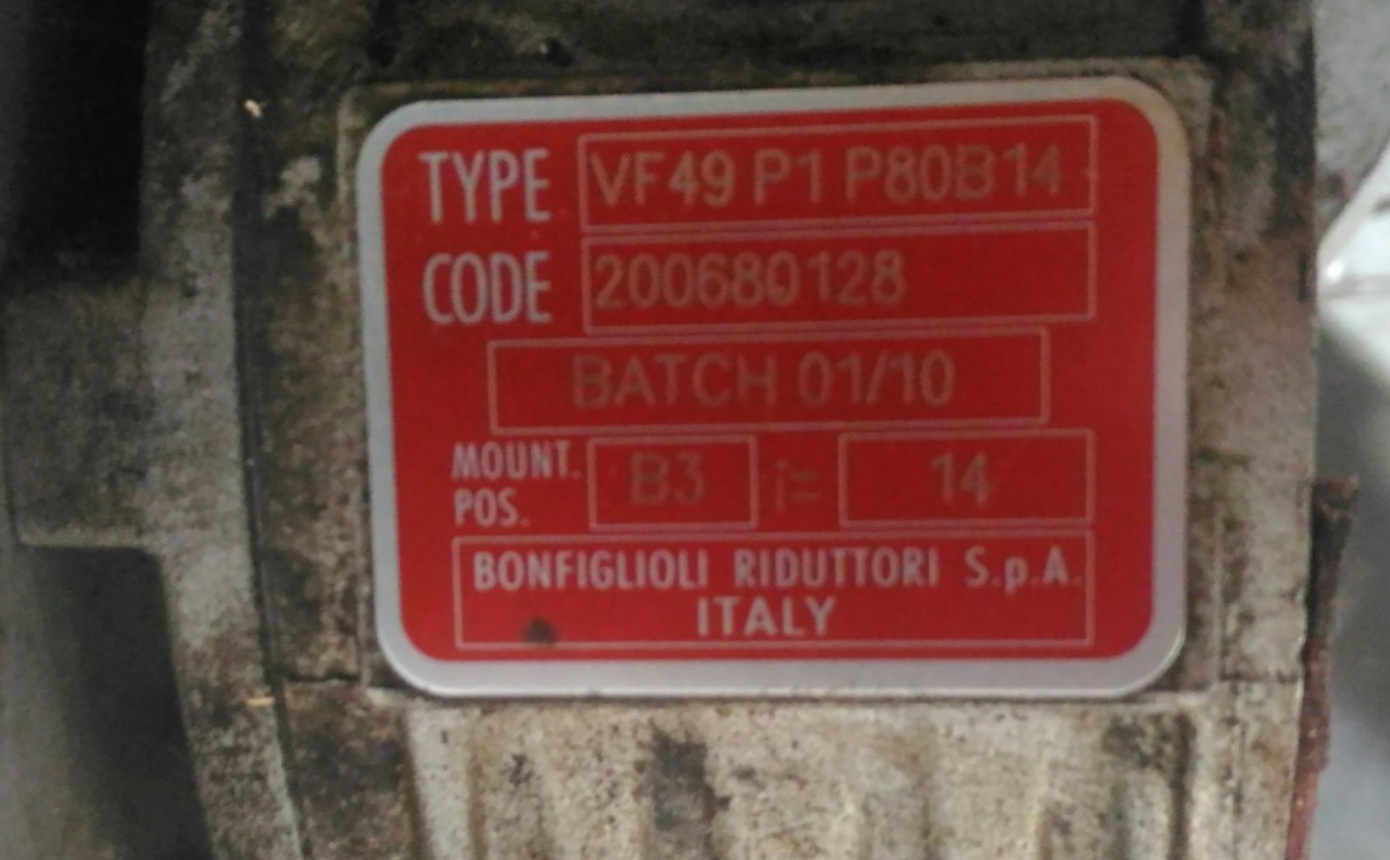 TYPE VF49 P1 P80B14
CODE 200680128
BATCH 01/10
MOUNT. POS. B3 i= 14
BONFIGLIOLI RIDUTTORI S.p.A.
ITALY